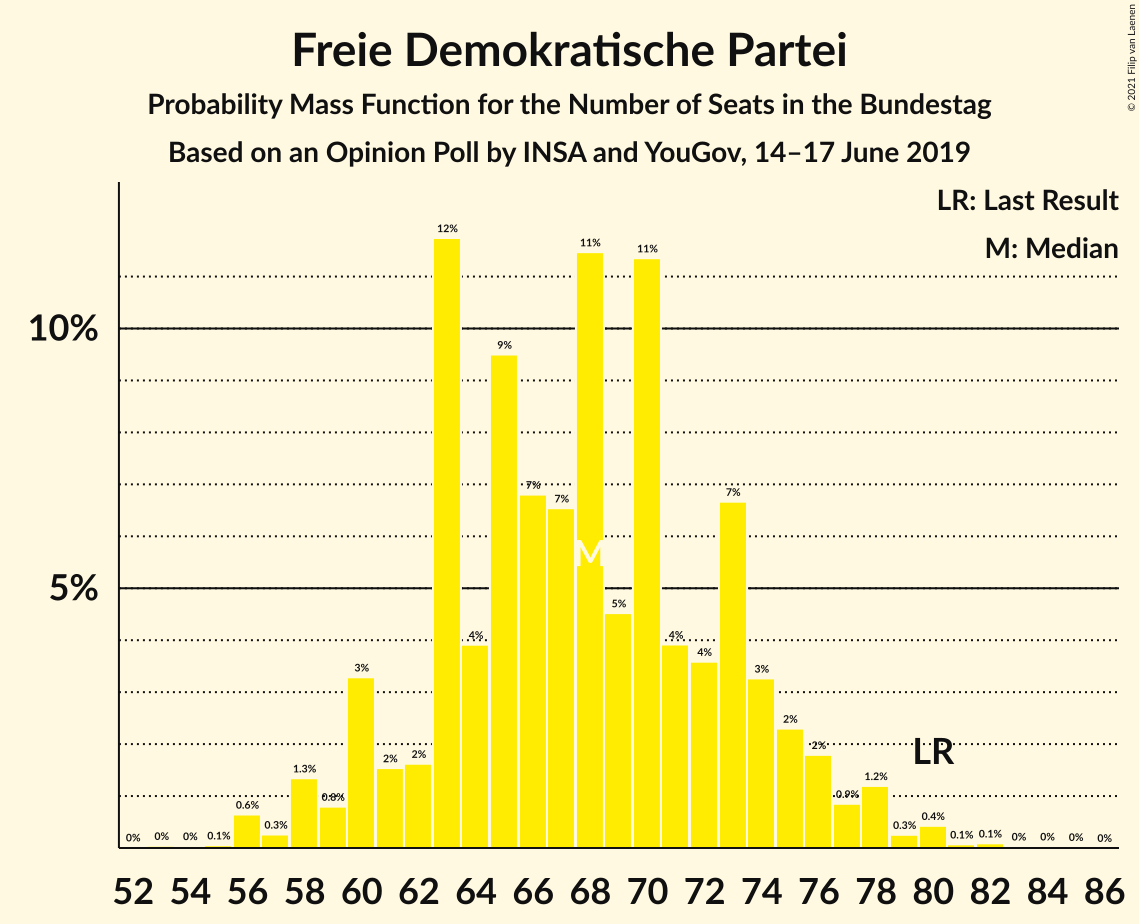 Freie Demokratische Partei
Probability Mass Function for the Number of Seats in the Bundestag
Based on an Opinion Poll by INSA and YouGov, 14–17 June 2019
© 2021 Filip van Laenen
LR: Last Result
M: Median
10%
5%
0% 0% 0% 0.1% 0.6% 0.3% 1.3% 0.8% 3% 2% 2% 12% 4% 9% 7% 7% 11% 5% 11% 4% 4% 7% 3% 2% 2% 0.9% 1.2% 0.3% 0.4% 0.1% 0.1% 0% 0% 0% 0%
M
LR
52 54 56 58 60 62 64 66 68 70 72 74 76 78 80 82 84 86